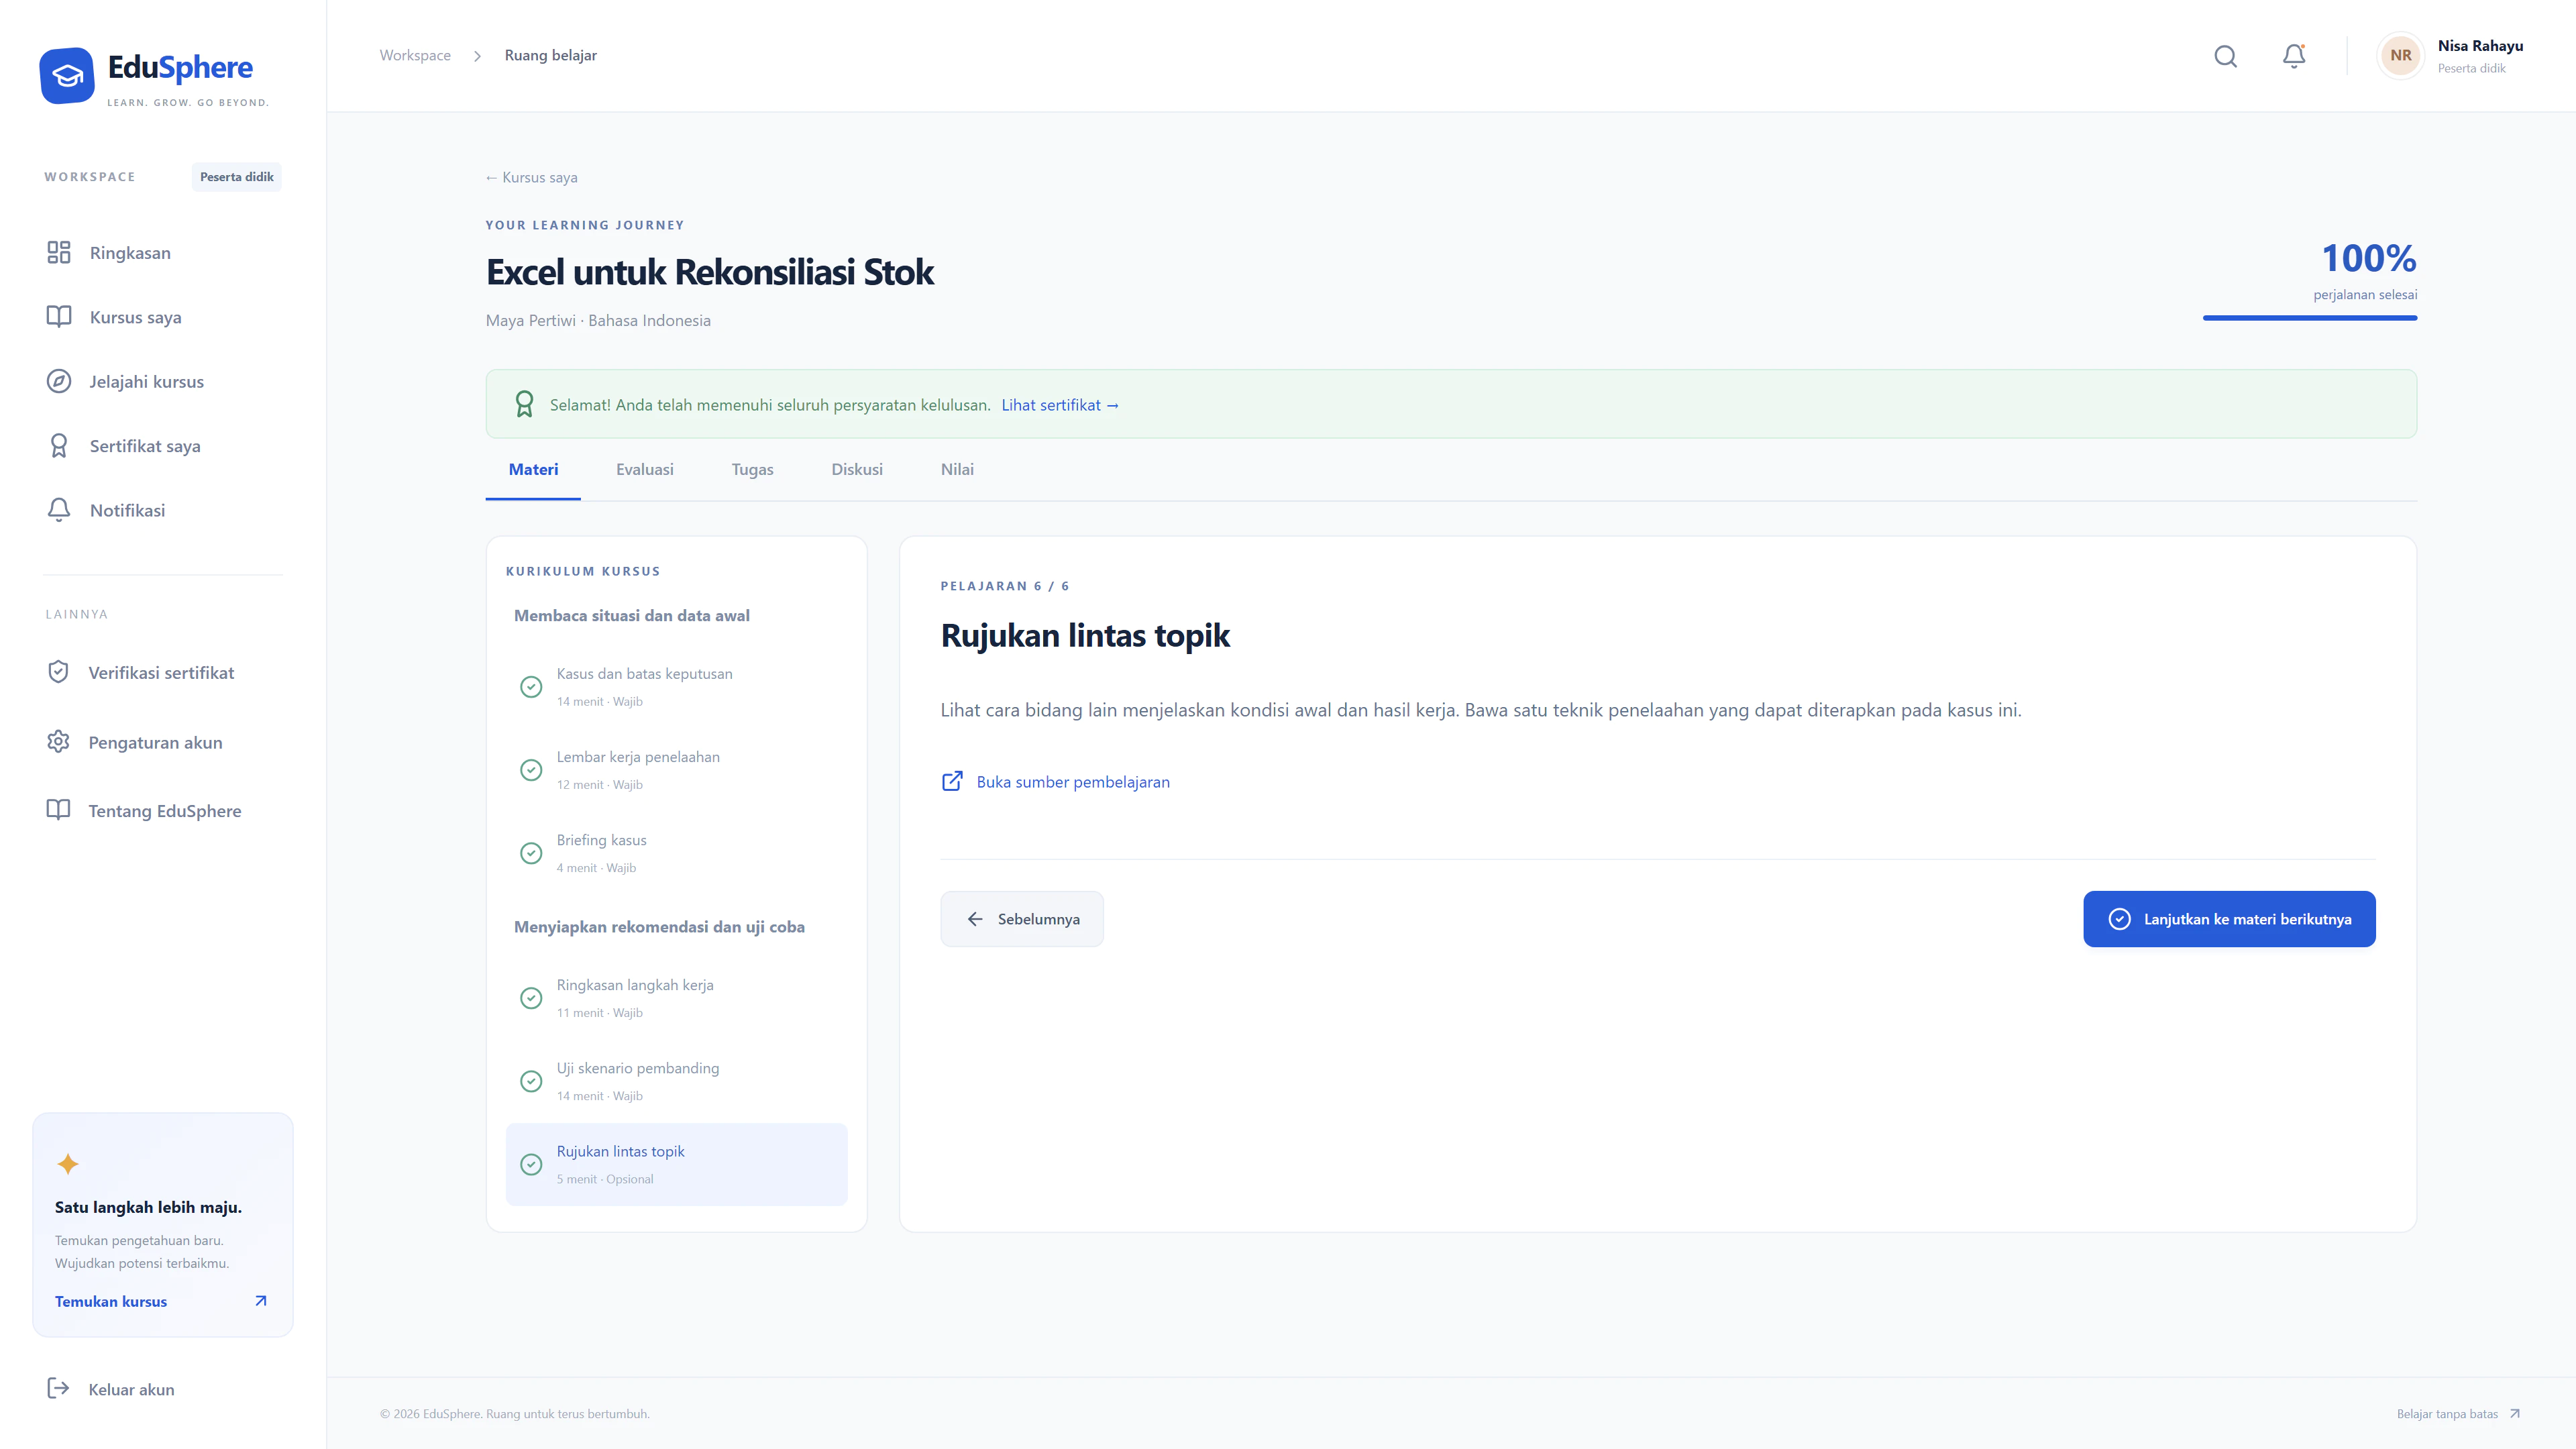 EduSphere
LEARN. GROW. GO BEYOND.
WORKSPACE
Peserta didik
Ringkasan
Kursus saya
Jelajahi kursus
Sertifikat saya
Notifikasi
LAINNYA
Verifikasi sertifikat
Pengaturan akun
Tentang EduSphere
Satu langkah lebih maju.
Temukan pengetahuan baru.
Wujudkan potensi terbaikmu.
Temukan kursus
Keluar akun
Workspace
Ruang belajar
NR
Nisa Rahayu
Peserta didik
← Kursus saya
YOUR LEARNING JOURNEY
Excel untuk Rekonsiliasi Stok
Maya Pertiwi · Bahasa Indonesia
100%
perjalanan selesai
Selamat! Anda telah memenuhi seluruh persyaratan kelulusan. Lihat sertifikat →
Materi
Evaluasi
Tugas
Diskusi
Nilai
KURIKULUM KURSUS
Membaca situasi dan data awal
Kasus dan batas keputusan
14 menit · Wajib
Lembar kerja penelaahan
12 menit · Wajib
Briefing kasus
4 menit · Wajib
Menyiapkan rekomendasi dan uji coba
Ringkasan langkah kerja
11 menit · Wajib
Uji skenario pembanding
14 menit · Wajib
Rujukan lintas topik
5 menit · Opsional
PELAJARAN 6 / 6
Rujukan lintas topik
Lihat cara bidang lain menjelaskan kondisi awal dan hasil kerja. Bawa satu teknik penelaahan yang dapat diterapkan pada kasus ini.
Buka sumber pembelajaran
Sebelumnya
Lanjutkan ke materi berikutnya
© 2026 EduSphere. Ruang untuk terus bertumbuh.
Belajar tanpa batas